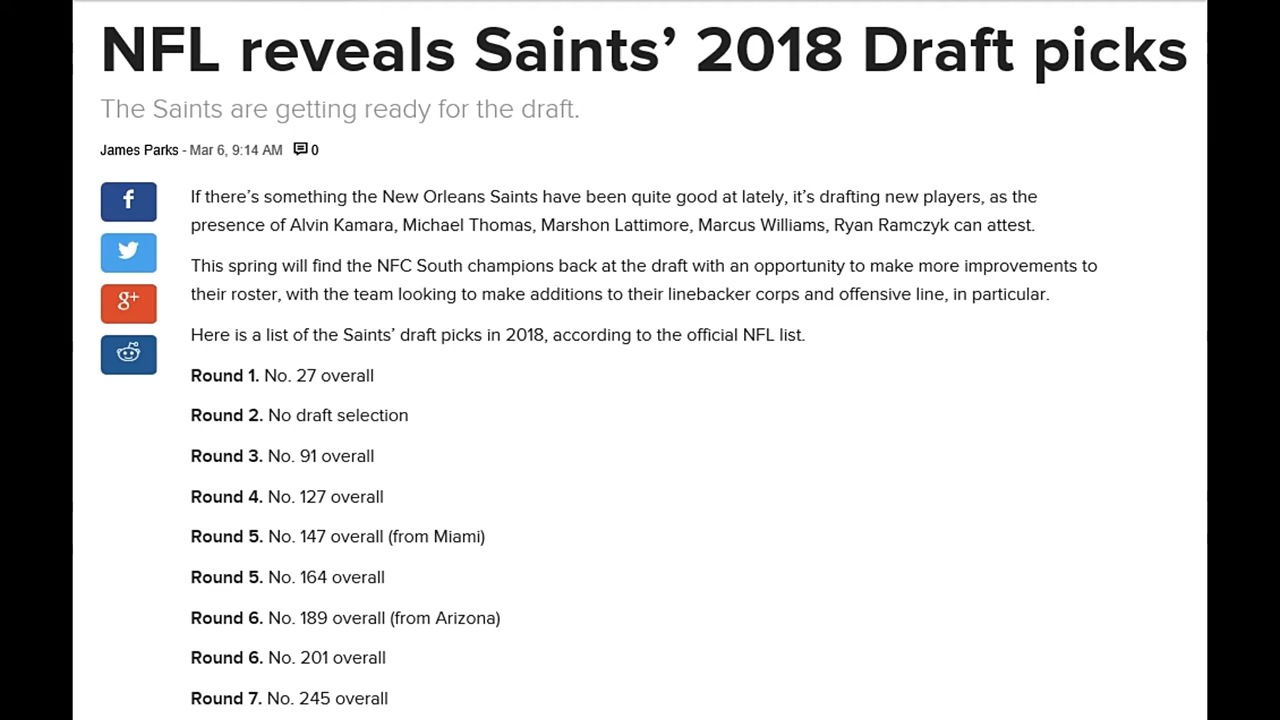 NFL reveals Saints’ 2018 Draft picks
The Saints are getting ready for the draft.
James Parks - Mar 6, 9:14 AM 0
f
If there’s something the New Orleans Saints have been quite good at lately, it’s drafting new players, as the
presence of Alvin Kamara, Michael Thomas, Marshon Lattimore, Marcus Williams, Ryan Ramczyk can attest.
This spring will find the NFC South champions back at the draft with an opportunity to make more improvements to
g+
their roster, with the team looking to make additions to their linebacker corps and offensive line, in particular.
Here is a list of the Saints’ draft picks in 2018, according to the official NFL list.
Round 1. No. 27 overall
Round 2. No draft selection
Round 3. No. 91 overall
Round 4. No. 127 overall
Round 5. No. 147 overall (from Miami)
Round 5. No. 164 overall
Round 6. No. 189 overall (from Arizona)
Round 6. No. 201 overall
Round 7. No. 245 overall